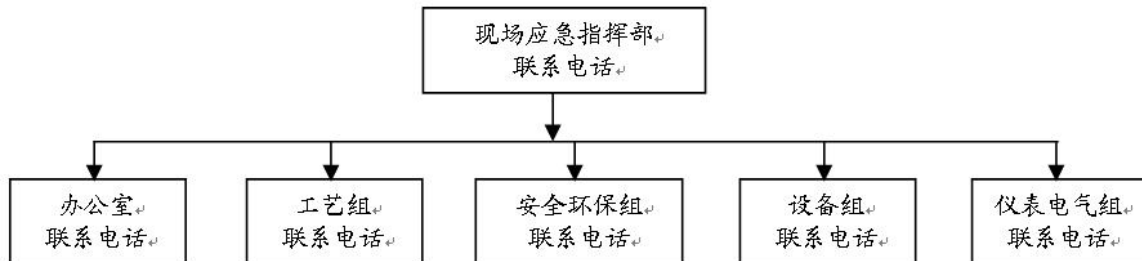 现场应急指挥部
联系电话
办公室
联系电话
工艺组
联系电话
安全环保组
联系电话
设备组
联系电话
仪表电气组
联系电话